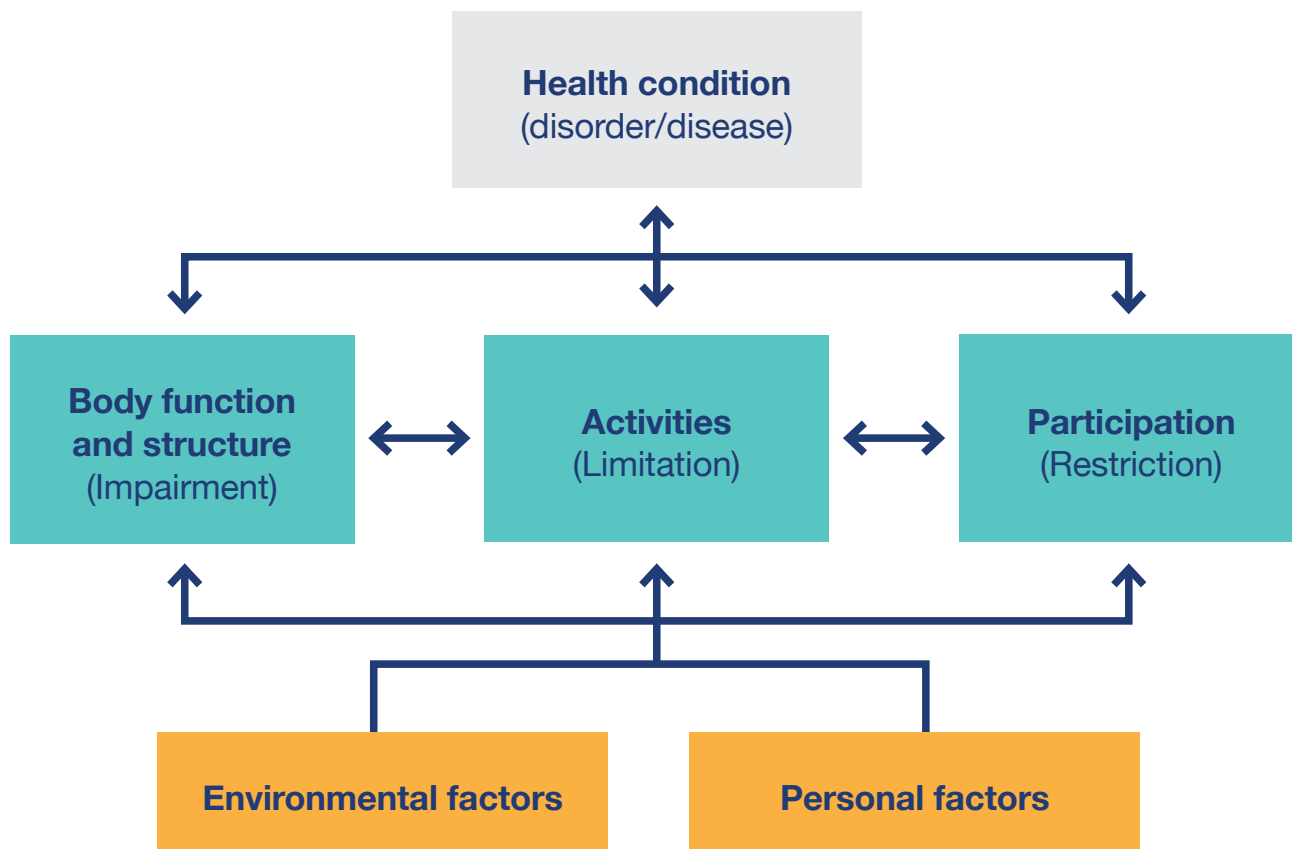 Health condition
(disorder/disease)
Body function
and structure
(Impairment)
Activities
(Limitation)
Participation
(Restriction)
Environmental factors
Personal factors